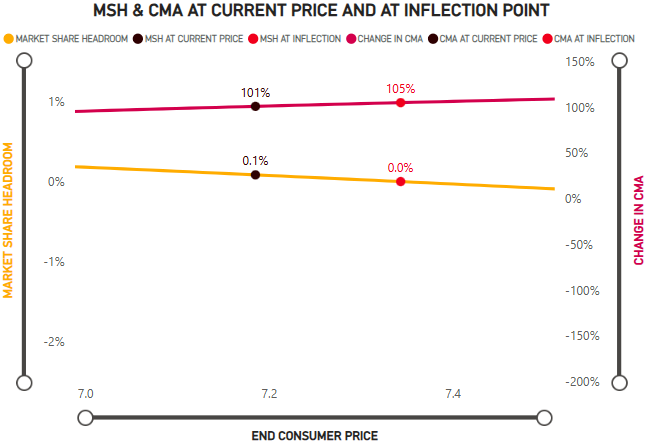 MSH & CMA AT CURRENT PRICE AND AT INFLECTION POINT
MARKET SHARE HEADROOM MSH AT CURRENT PRICE MSH AT INFLECTION CHANGE IN CMA CMA AT CURRENT PRICE CMA AT INFLECTION
MARKET SHARE HEADROOM
1%
0%
-1%
-2%
101%
105%
0.1%
0.0%
150%
100%
50%
0%
-50%
-100%
-150%
-200%
CHANGE IN CMA
7.0 7.2 7.4
END CONSUMER PRICE